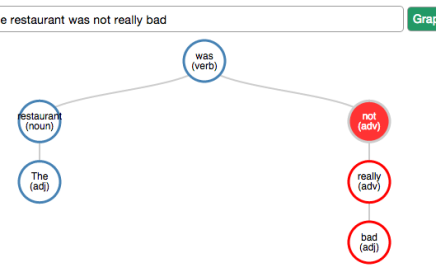 e restaurant was not really bad
Grap
was
(verb)
restaurant
(noun)
not
(adv)
The
(adj)
really
(adv)
bad
(adj)